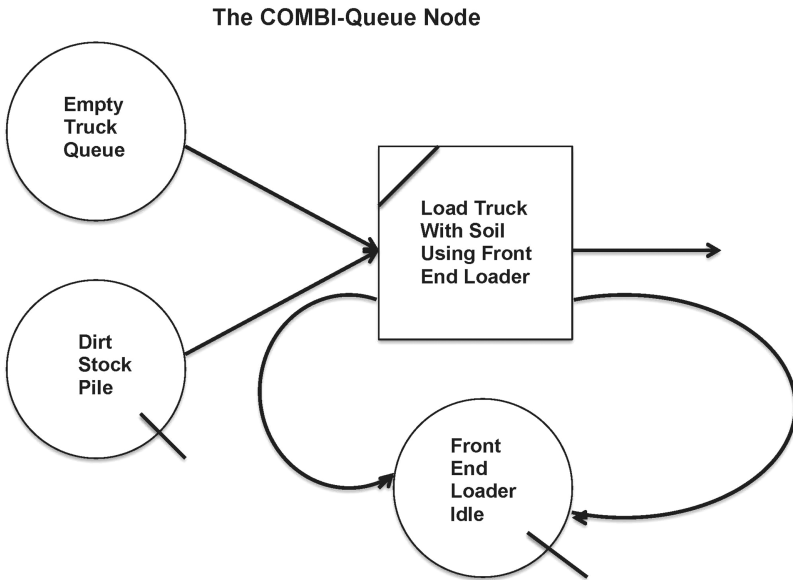 The COMBI-Queue Node
Empty
Truck
Queue
Load Truck
With Soil
Using Front
End Loader
Dirt
Stock
Pile
Front
End
Loader
Idle